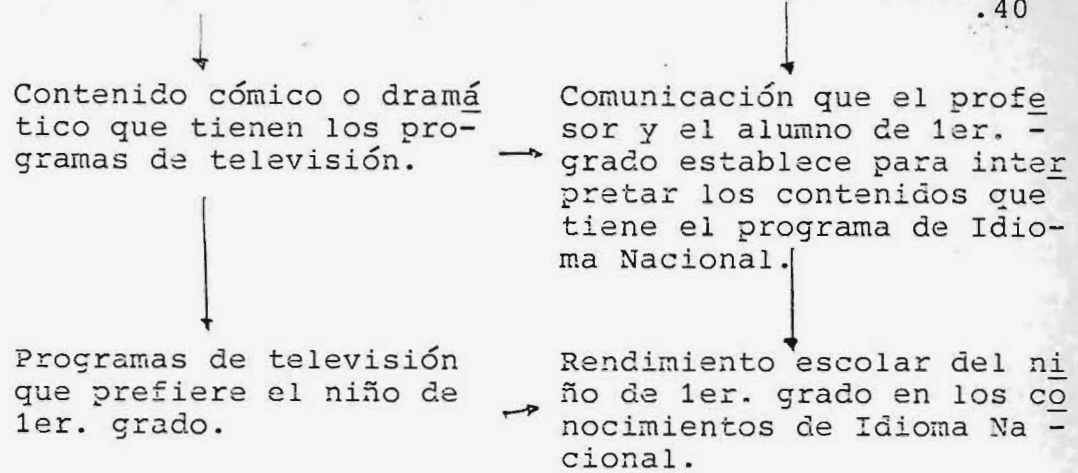 .40
Contenido cómico o dramá
tico que tienen los pro-
gramas de televisión.
Comunicación que el profe
sor y el alumno de 1er. -
grado establece para inter
pretar los contenidos que
tiene el programa de Idio-
ma Nacional.
Programas de televisión
que prefiere el niño de
1er. grado.
Rendimiento escolar del ni
ño de 1er. grado en los co
nocimientos de Idioma Na -
cional.